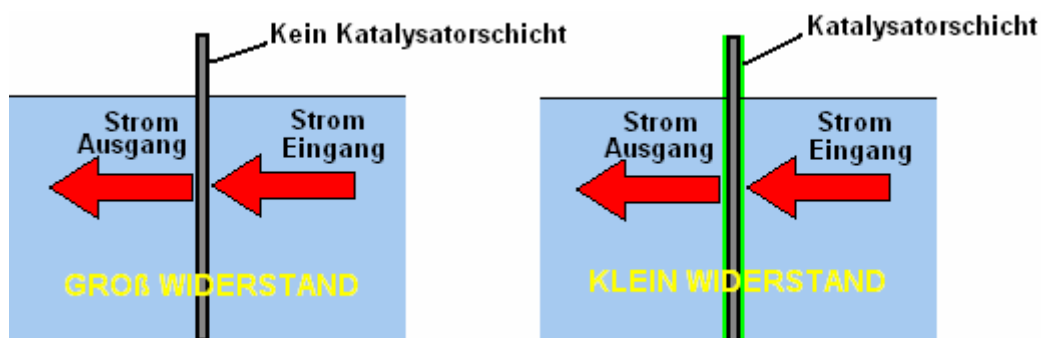 Kein Katalysatorschicht
Strom
Ausgang
Strom
Eingang
GROß WIDERSTAND
Katalysatorschicht
Strom
Ausgang
Strom
Eingang
KLEIN WIDERSTAND